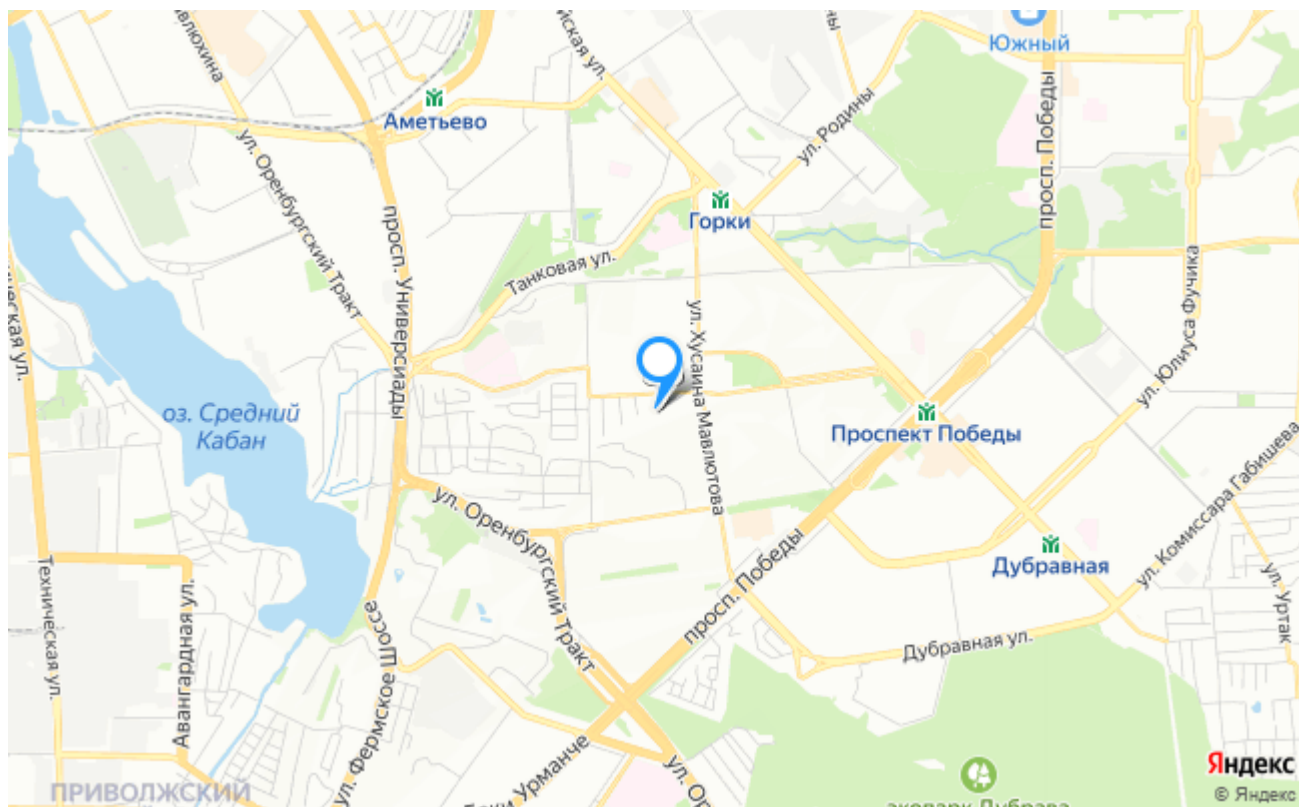 Южный
Аметьево
ул. Родины
просп. Победы
ул. Оренбургский Тракт
Горки
просп. Универсиады
Танковая ул.
ул. Хусаина Мавлютова
ул. Юлиуса Фучика
оз. Средний
Кабан
Проспект Победы
ул. Комиссара Габишева
ул. Оренбургский Тракт
Дубравная
просп. Победы
Техническая ул.
Авангардная ул.
ул. Фермское Шоссе
Дубравная ул.
ул. Уртак
Яндекс
ПРИВОЛЖСКИЙ
Урманче
© Яндекс